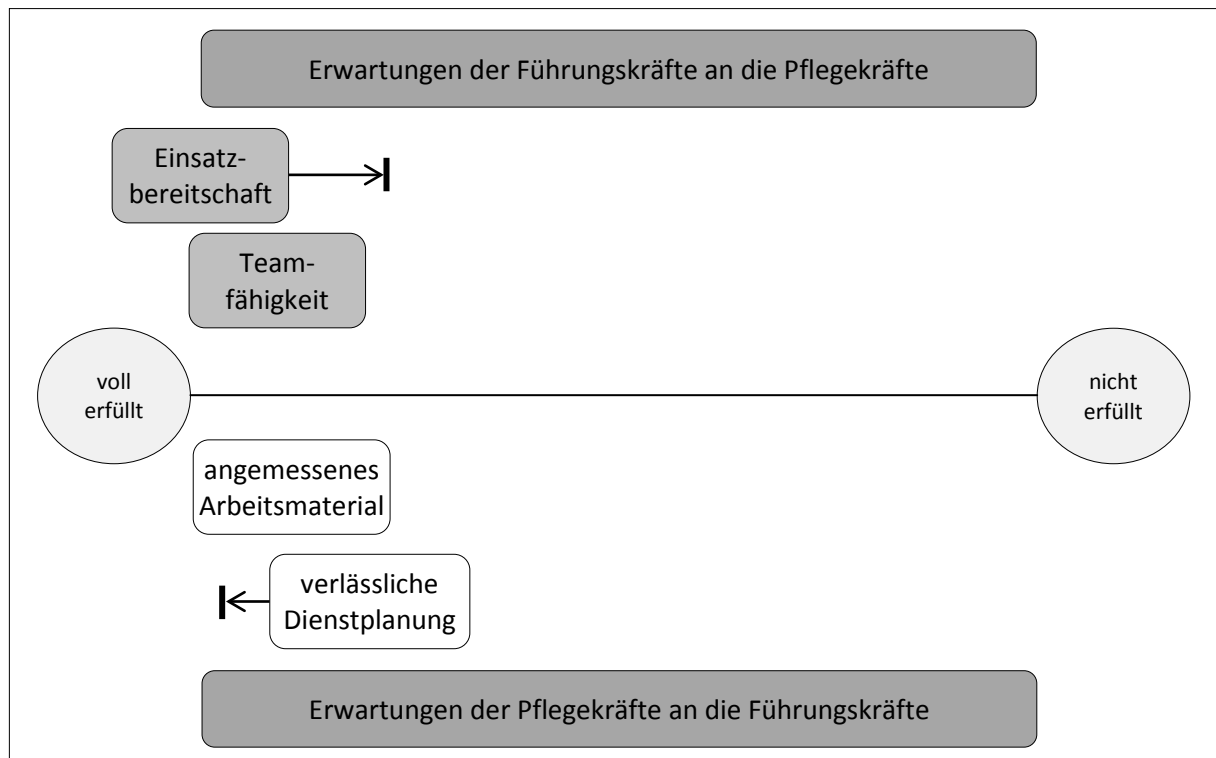 Erwartungen der Führungskräfte an die Pflegekräfte
Einsatz-
bereitschaft
Team-
fähigkeit
voll
erfüllt
nicht
erfüllt
angemessenes
Arbeitsmaterial
verlässliche
Dienstplanung
Erwartungen der Pflegekräfte an die Führungskräfte